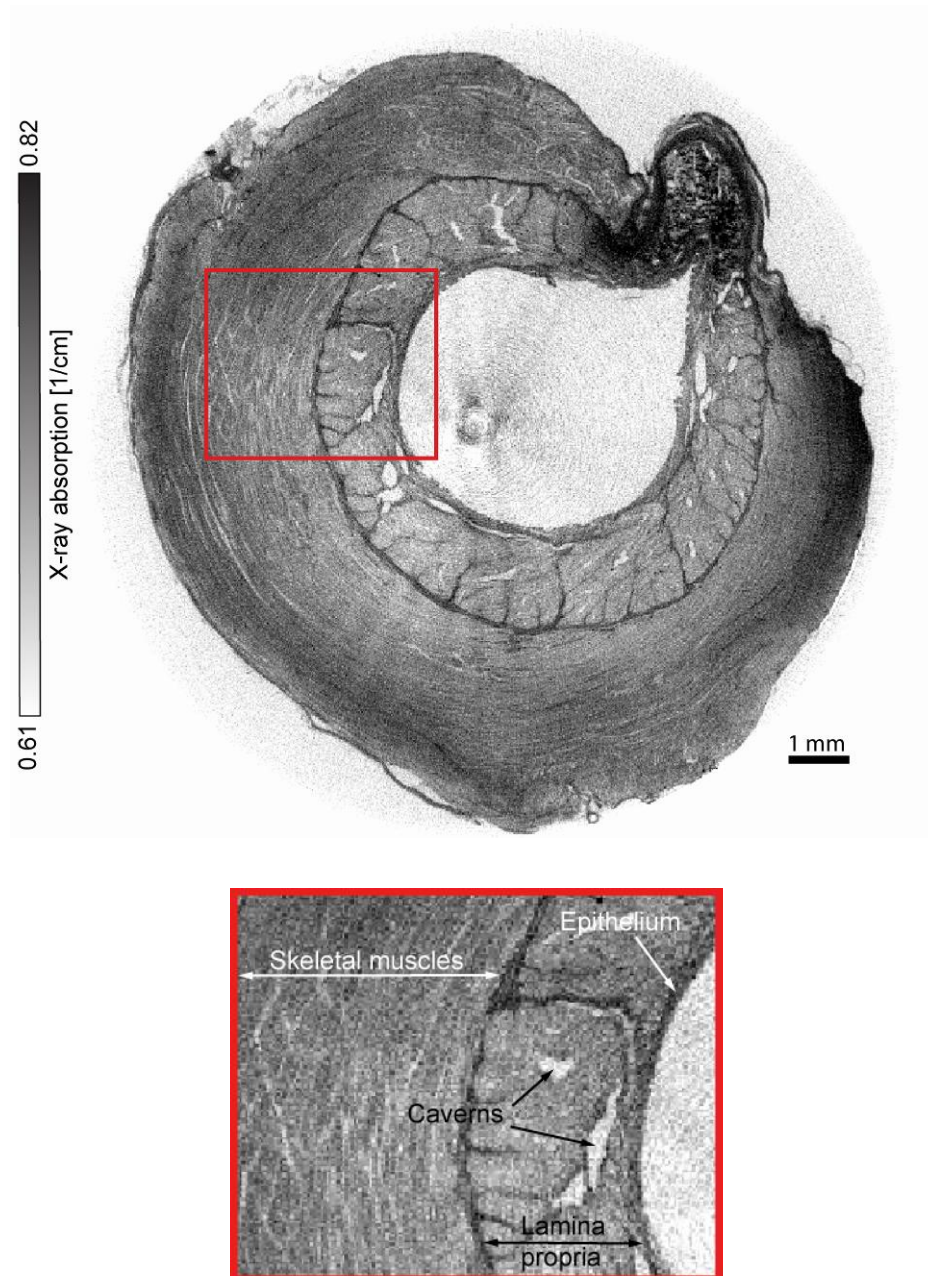 0.82
X-ray absorption [1/cm]
0.61
1 mm
Epithelium
Skeletal muscles
Caverns
Lamina
propria